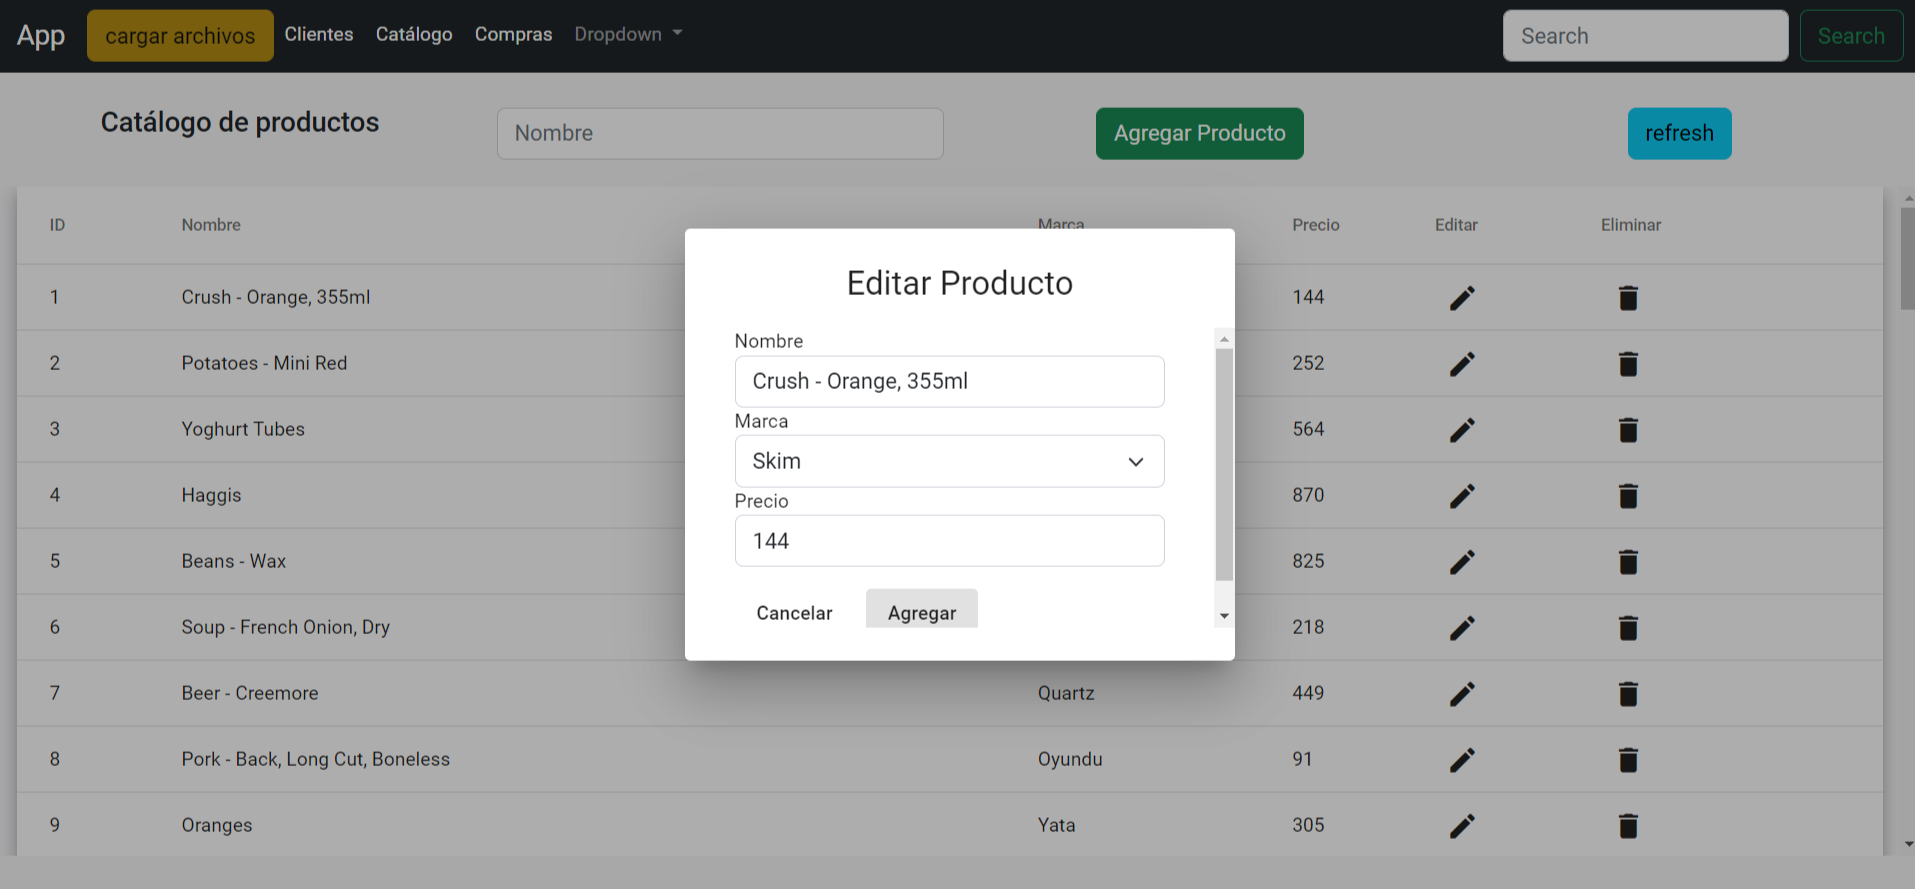 App cargar archivos Clientes Catálogo Compras Dropdown Search Search
Catálogo de productos Nombre Agregar Producto refresh
ID Nombre Marca Precio Editar Eliminar
1 Crush - Orange, 355ml 144
2 Potatoes - Mini Red 252
3 Yoghurt Tubes 564
4 Haggis 870
5 Beans - Wax 825
6 Soup - French Onion, Dry 218
7 Beer - Creemore Quartz 449
8 Pork - Back, Long Cut, Boneless Oyundu 91
9 Oranges Yata 305
Editar Producto
Nombre
Crush - Orange, 355ml
Marca
Skim
Precio
144
Cancelar Agregar